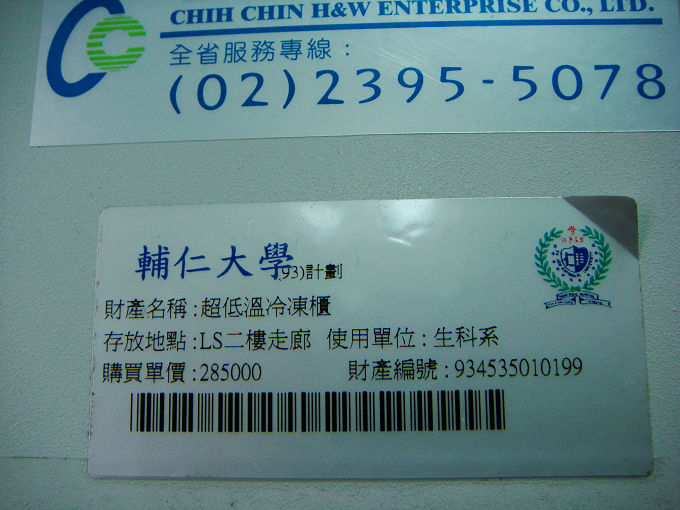 CHIH CHIN H&W ENTERPRISE CO., LTD.
全省服務專線：
(02)2395-5078
輔仁大學(93)計劃
財產名稱:超低溫冷凍櫃
存放地點:LS二樓走廊 使用單位:生科系
購買單價:285000 財產編號:934535010199